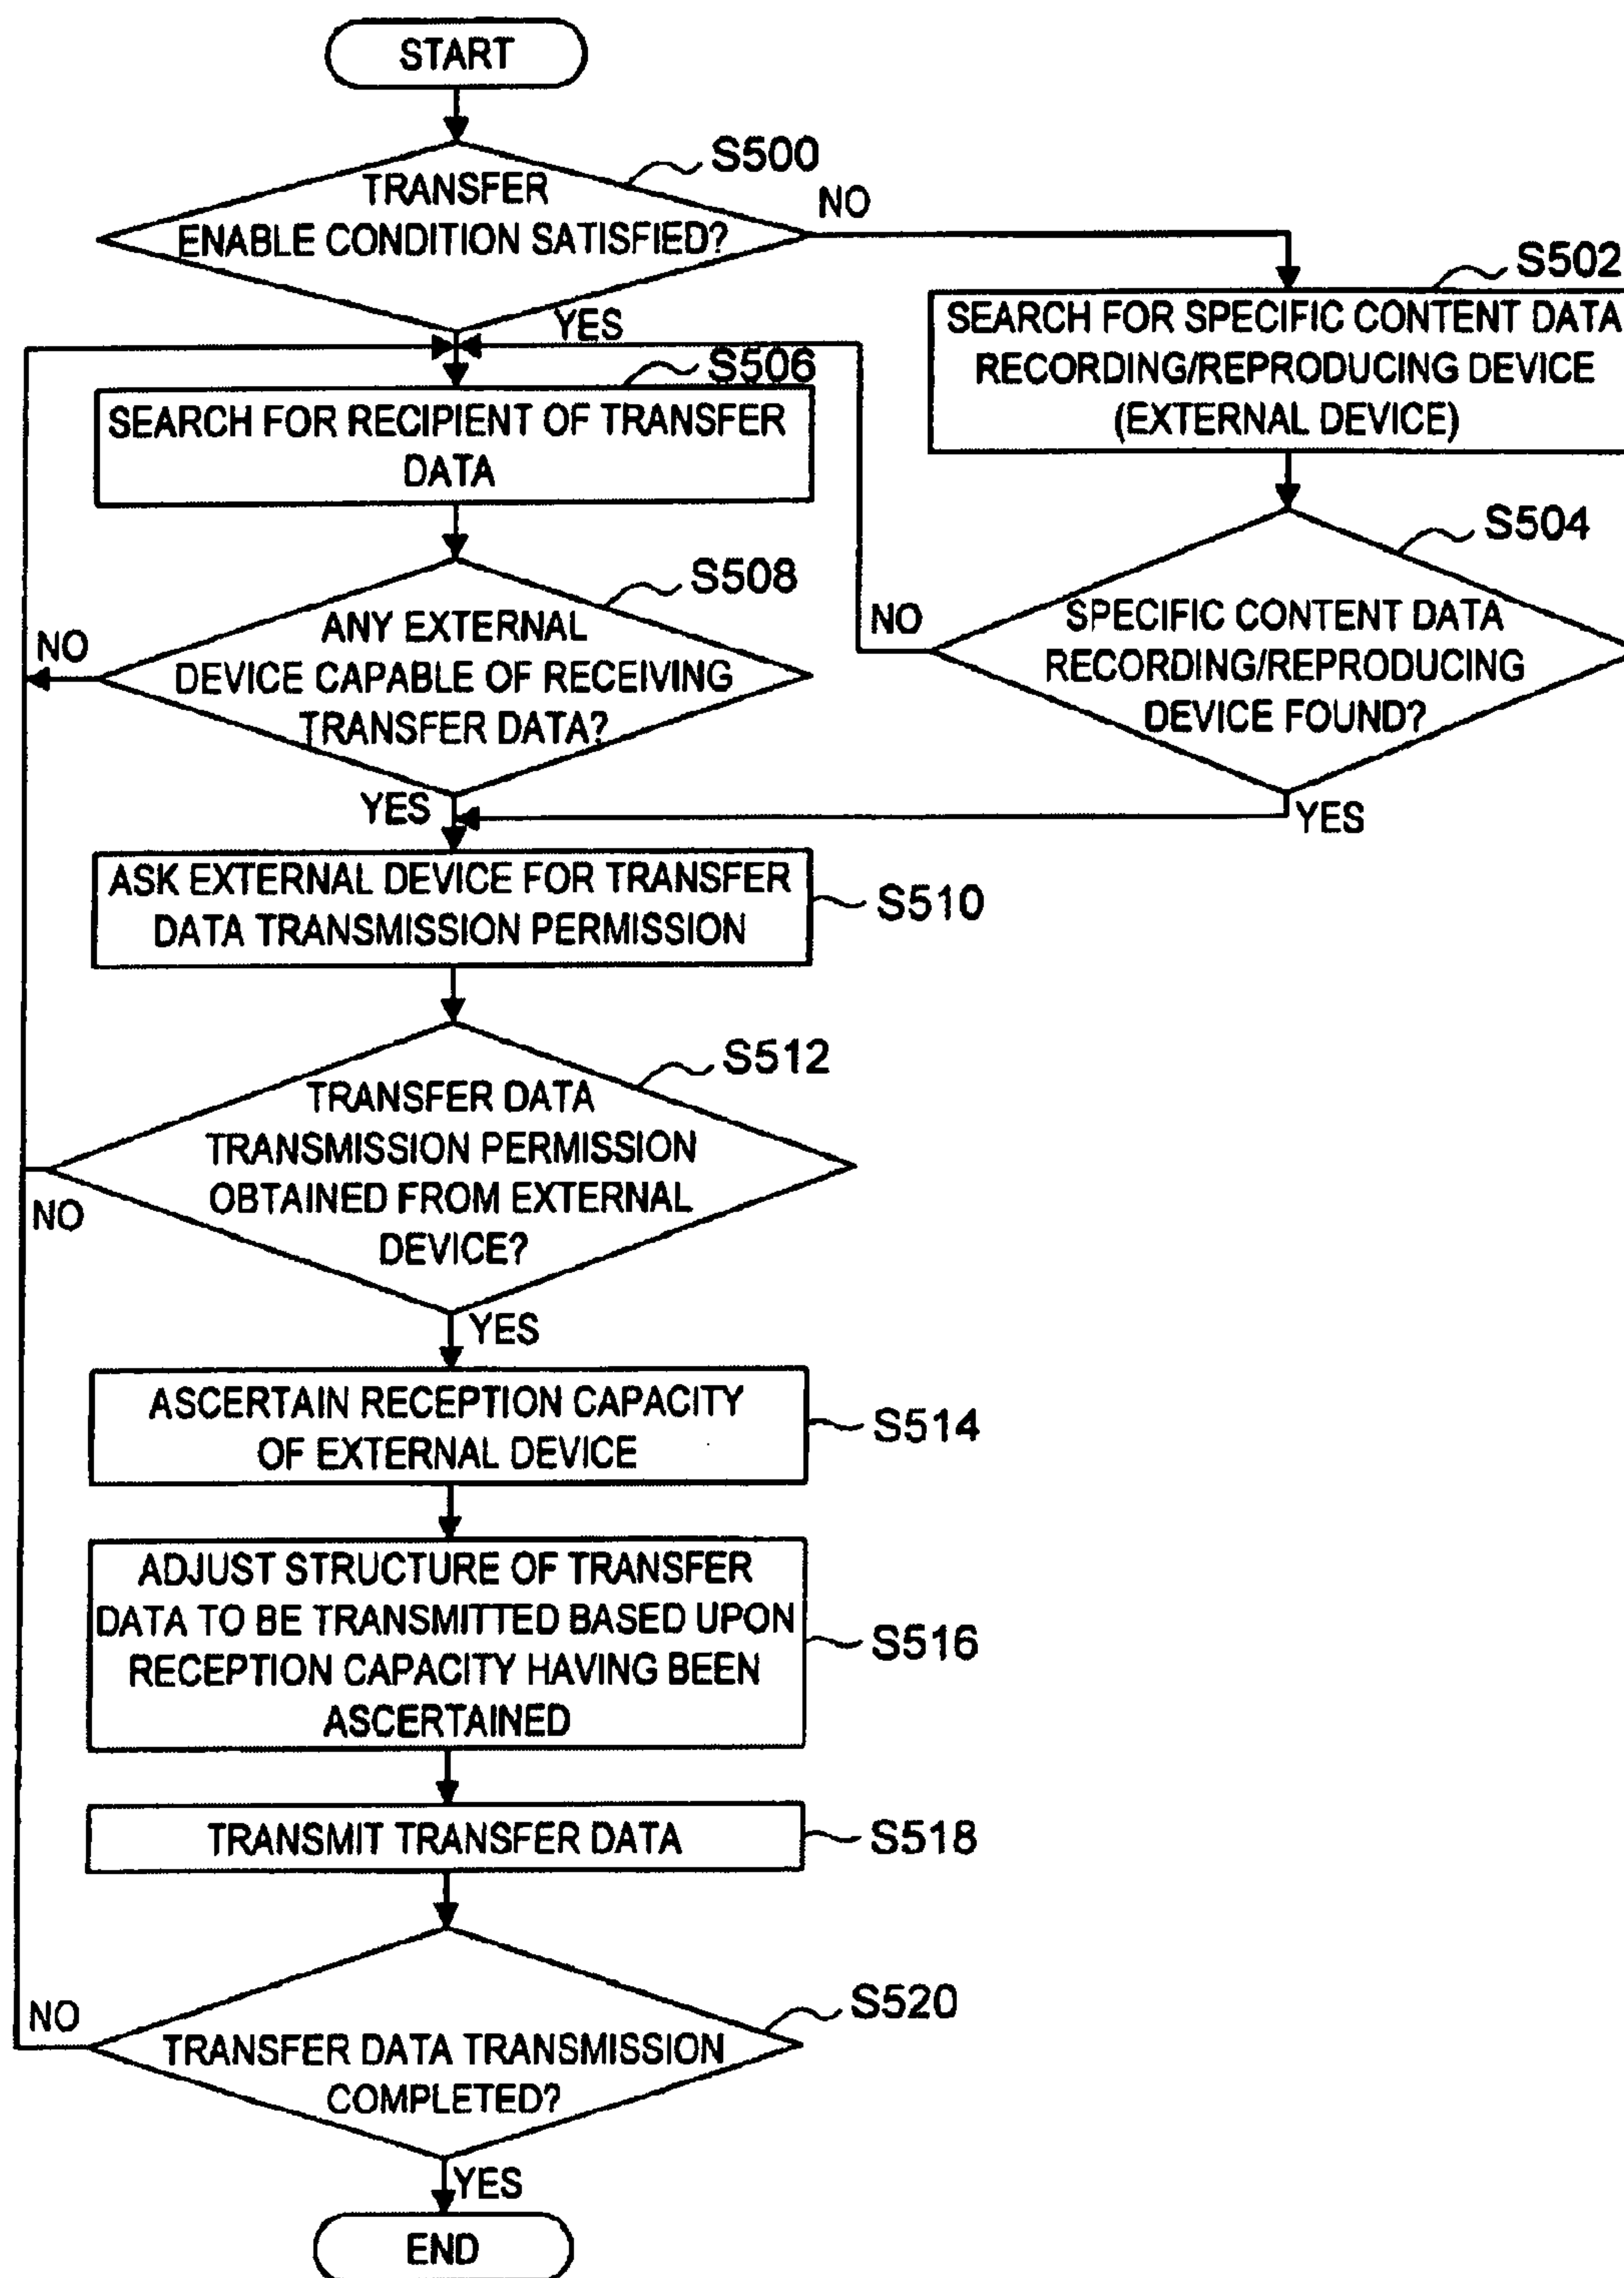 START
S500
TRANSFER
ENABLE CONDITION SATISFIED?
NO
YES
S502
SEARCH FOR SPECIFIC CONTENT DATA
RECORDING/REPRODUCING DEVICE
(EXTERNAL DEVICE)
S506
SEARCH FOR RECIPIENT OF TRANSFER
DATA
S504
SPECIFIC CONTENT DATA
RECORDING/REPRODUCING
DEVICE FOUND?
NO
YES
S508
ANY EXTERNAL
DEVICE CAPABLE OF RECEIVING
TRANSFER DATA?
NO
YES
ASK EXTERNAL DEVICE FOR TRANSFER
DATA TRANSMISSION PERMISSION
S510
S512
TRANSFER DATA
TRANSMISSION PERMISSION
OBTAINED FROM EXTERNAL
DEVICE?
NO
YES
ASCERTAIN RECEPTION CAPACITY
OF EXTERNAL DEVICE
S514
ADJUST STRUCTURE OF TRANSFER
DATA TO BE TRANSMITTED BASED UPON
RECEPTION CAPACITY HAVING BEEN
ASCERTAINED
S516
TRANSMIT TRANSFER DATA
S518
S520
TRANSFER DATA TRANSMISSION
COMPLETED?
NO
YES
END